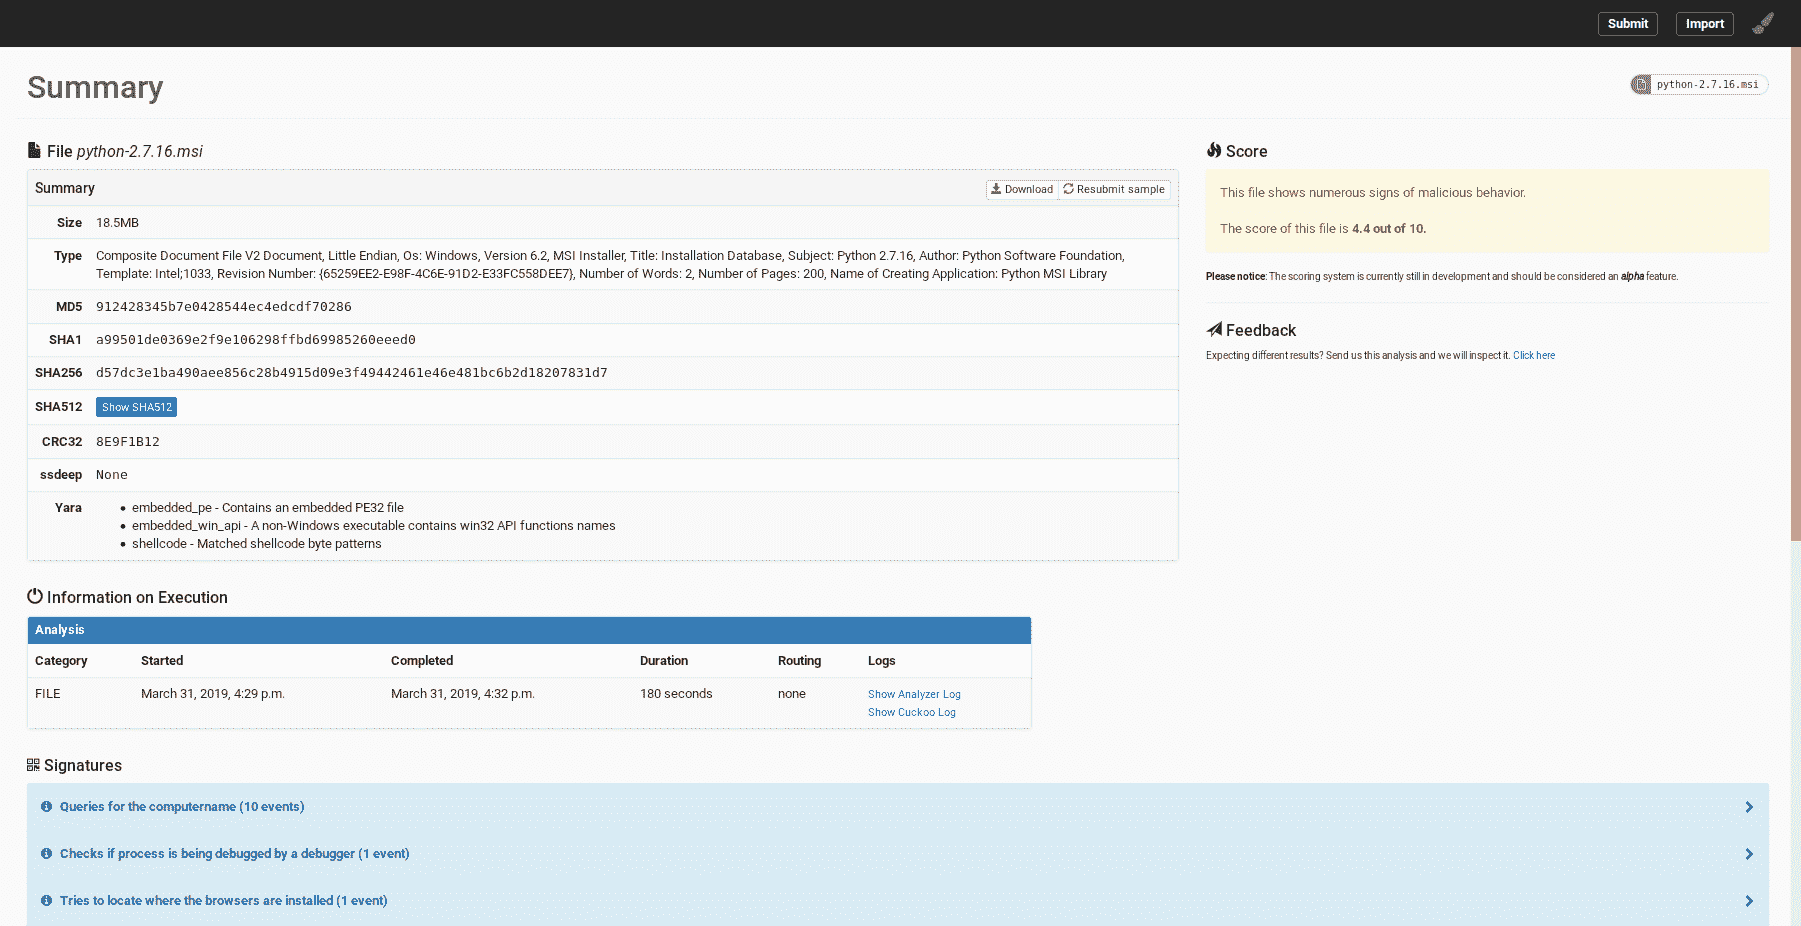 Submit Import
Summary
python-2.7.16.msi
File python-2.7.16.msi
Summary
Download Resubmit sample
Size 18.5MB
Type Composite Document File V2 Document, Little Endian, Os: Windows, Version 6.2, MSI Installer, Title: Installation Database, Subject: Python 2.7.16, Author: Python Software Foundation,
Template: Intel;1033, Revision Number: {65259EE2-E98F-4C6E-91D2-E33FC558DEE7}, Number of Words: 2, Number of Pages: 200, Name of Creating Application: Python MSI Library
MD5 912428345b7e0428544ec4edcdf70286
SHA1 a99501de0369e2f9e106298ffbd69985260eeed0
SHA256 d57dc3e1ba490aee856c28b4915d09e3f49442461e46e481bc6b2d18207831d7
SHA512 Show SHA512
CRC32 8E9F1B12
ssdeep None
Yara
• embedded_pe - Contains an embedded PE32 file
• embedded_win_api - A non-Windows executable contains win32 API functions names
• shellcode - Matched shellcode byte patterns
Score
This file shows numerous signs of malicious behavior.
The score of this file is 4.4 out of 10.
Please notice: The scoring system is currently still in development and should be considered an alpha feature.
Feedback
Expecting different results? Send us this analysis and we will inspect it. Click here
Information on Execution
Analysis
Category Started Completed Duration Routing Logs
FILE March 31, 2019, 4:29 p.m. March 31, 2019, 4:32 p.m. 180 seconds none Show Analyzer Log
Show Cuckoo Log
Signatures
Queries for the computername (10 events)
Checks if process is being debugged by a debugger (1 event)
Tries to locate where the browsers are installed (1 event)